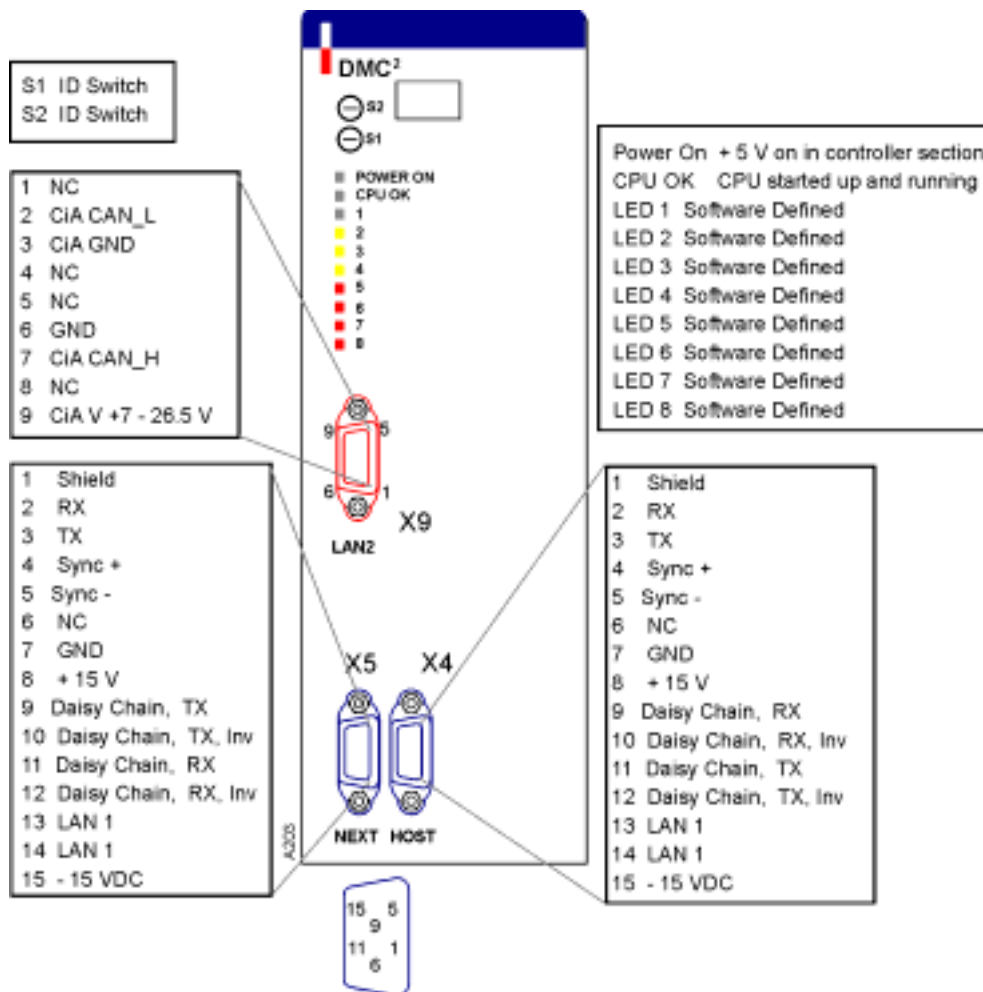 DMC²
S1 ID Switch
S2 ID Switch
S2
S1
POWER ON
CPU OK
1
2
3
4
5
6
7
8
Power On + 5 V on in controller section
CPU OK CPU started up and running
LED 1 Software Defined
LED 2 Software Defined
LED 3 Software Defined
LED 4 Software Defined
LED 5 Software Defined
LED 6 Software Defined
LED 7 Software Defined
LED 8 Software Defined
1 NC
2 CiA CAN_L
3 CiA GND
4 NC
5 NC
6 GND
7 CiA CAN_H
8 NC
9 CiA V +7 - 26.5 V
9 5
6 1
X9
LAN2
1 Shield
2 RX
3 TX
4 Sync +
5 Sync -
6 NC
7 GND
8 + 15 V
9 Daisy Chain, TX
10 Daisy Chain, TX, Inv
11 Daisy Chain, RX
12 Daisy Chain, RX, Inv
13 LAN 1
14 LAN 1
15 - 15 VDC
X5 X4
NEXT HOST
A203
1 Shield
2 RX
3 TX
4 Sync +
5 Sync -
6 NC
7 GND
8 + 15 V
9 Daisy Chain, RX
10 Daisy Chain, RX, Inv
11 Daisy Chain, TX
12 Daisy Chain, TX, Inv
13 LAN 1
14 LAN 1
15 - 15 VDC
15 5
9
11 1
6